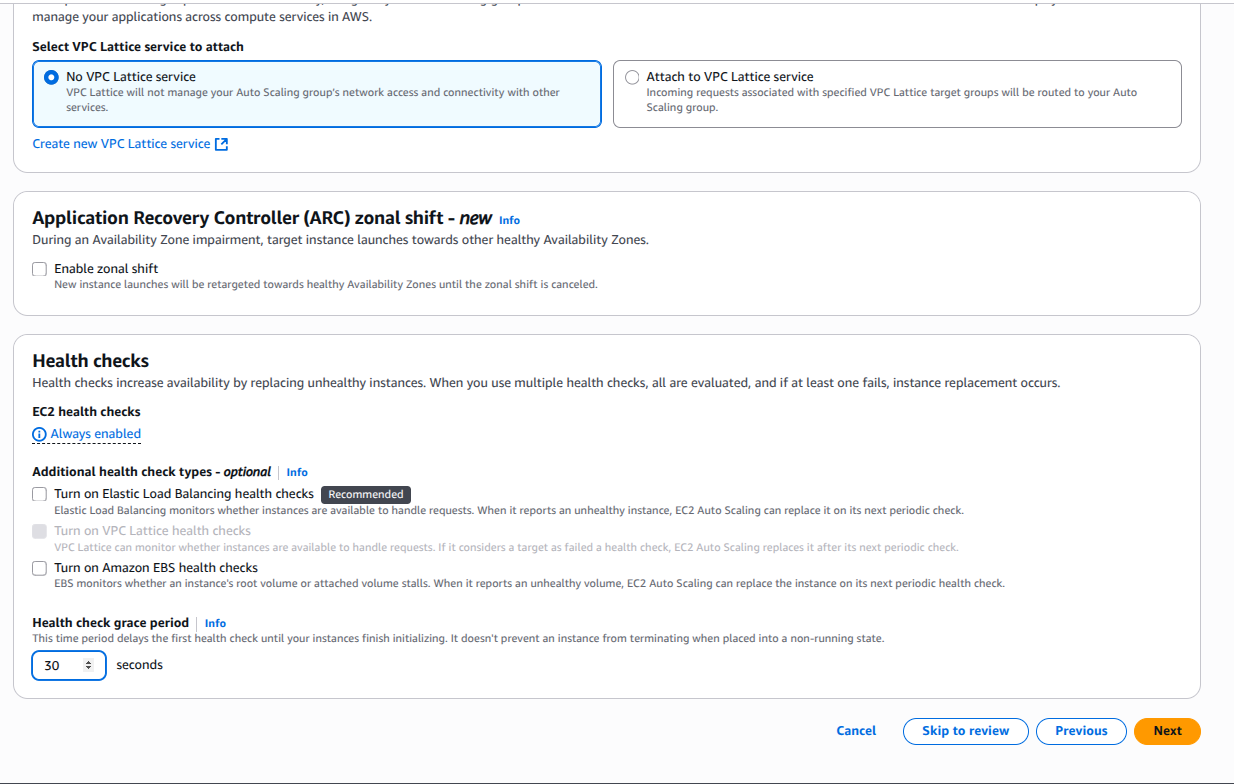 manage your applications across compute services in AWS.
Select VPC Lattice service to attach
No VPC Lattice service
VPC Lattice will not manage your Auto Scaling group's network access and connectivity with other
services.
Attach to VPC Lattice service
Incoming requests associated with specified VPC Lattice target groups will be routed to your Auto
Scaling group.
Create new VPC Lattice service
Application Recovery Controller (ARC) zonal shift - new Info
During an Availability Zone impairment, target instance launches towards other healthy Availability Zones.
Enable zonal shift
New instance launches will be retargeted towards healthy Availability Zones until the zonal shift is canceled.
Health checks
Health checks increase availability by replacing unhealthy instances. When you use multiple health checks, all are evaluated, and if at least one fails, instance replacement occurs.
EC2 health checks
Always enabled
Additional health check types - optional Info
Turn on Elastic Load Balancing health checks Recommended
Elastic Load Balancing monitors whether instances are available to handle requests. When it reports an unhealthy instance, EC2 Auto Scaling can replace it on its next periodic check.
Turn on VPC Lattice health checks
VPC Lattice can monitor whether instances are available to handle requests. If it considers a target as failed a health check, EC2 Auto Scaling replaces it after its next periodic check.
Turn on Amazon EBS health checks
EBS monitors whether an instance's root volume or attached volume stalls. When it reports an unhealthy volume, EC2 Auto Scaling can replace the instance on its next periodic health check.
Health check grace period Info
This time period delays the first health check until your instances finish initializing. It doesn't prevent an instance from terminating when placed into a non-running state.
30 seconds
Cancel Skip to review Previous Next